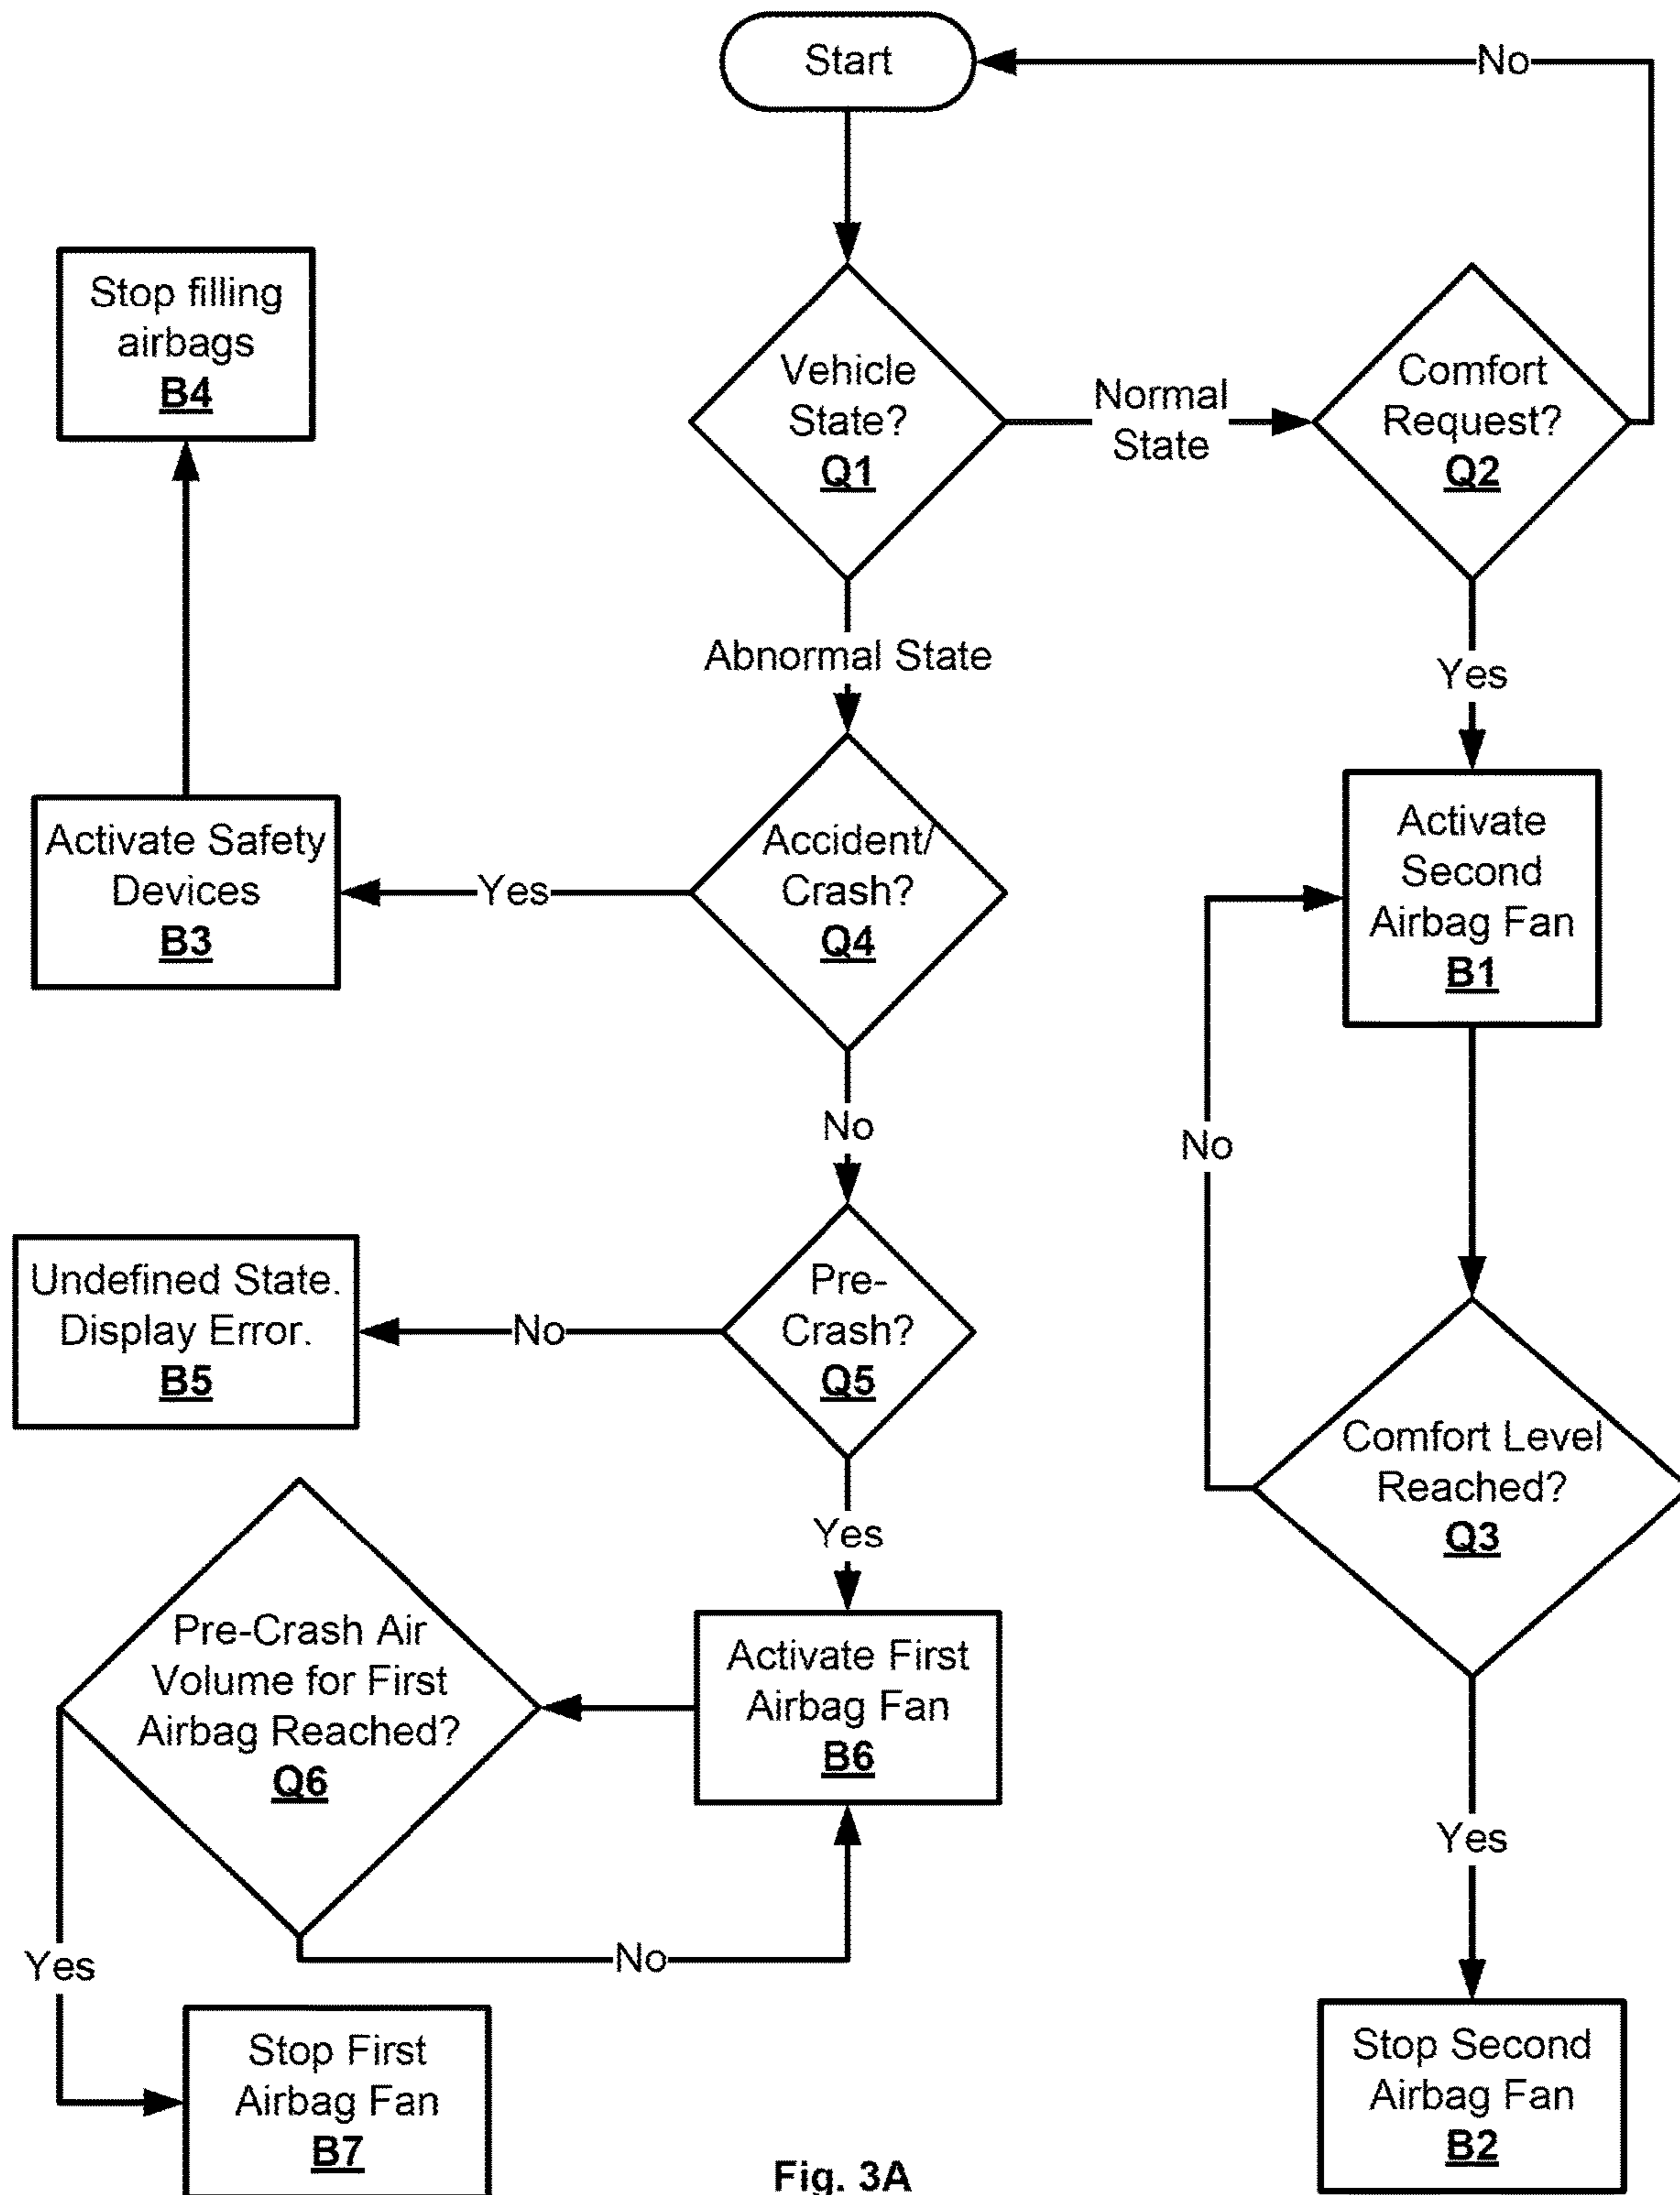 Start
No
Stop filling
airbags
B4
Vehicle
State?
Q1
Normal
State
Comfort
Request?
Q2
Abnormal State
Yes
Activate Safety
Devices
B3
Yes
Accident/
Crash?
Q4
Activate
Second
Airbag Fan
B1
No
No
Undefined State.
Display Error.
B5
No
Pre-
Crash?
Q5
Comfort Level
Reached?
Q3
Yes
Pre-Crash Air
Volume for First
Airbag Reached?
Q6
Activate First
Airbag Fan
B6
Yes
Yes
No
Stop First
Airbag Fan
B7
Stop Second
Airbag Fan
B2
Fig. 3A